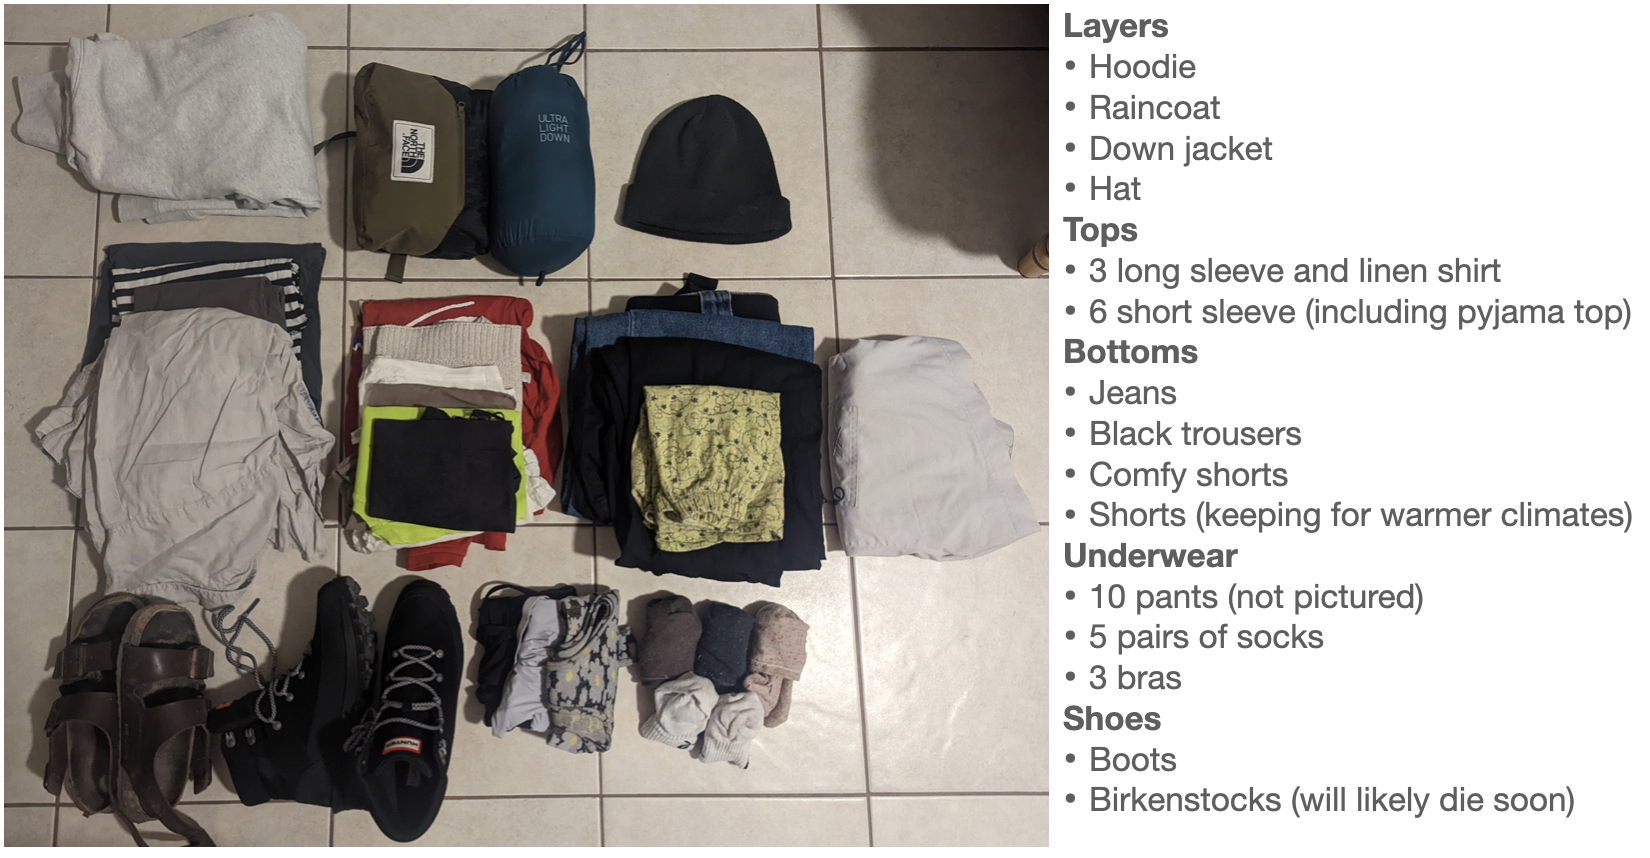 THE
NORTH
FACE
ULTRA
LIGHT
DOWN
HUNTER
Layers
• Hoodie
• Raincoat
• Down jacket
• Hat
Tops
• 3 long sleeve and linen shirt
• 6 short sleeve (including pyjama top)
Bottoms
• Jeans
• Black trousers
• Comfy shorts
• Shorts (keeping for warmer climates)
Underwear
• 10 pants (not pictured)
• 5 pairs of socks
• 3 bras
Shoes
• Boots
• Birkenstocks (will likely die soon)